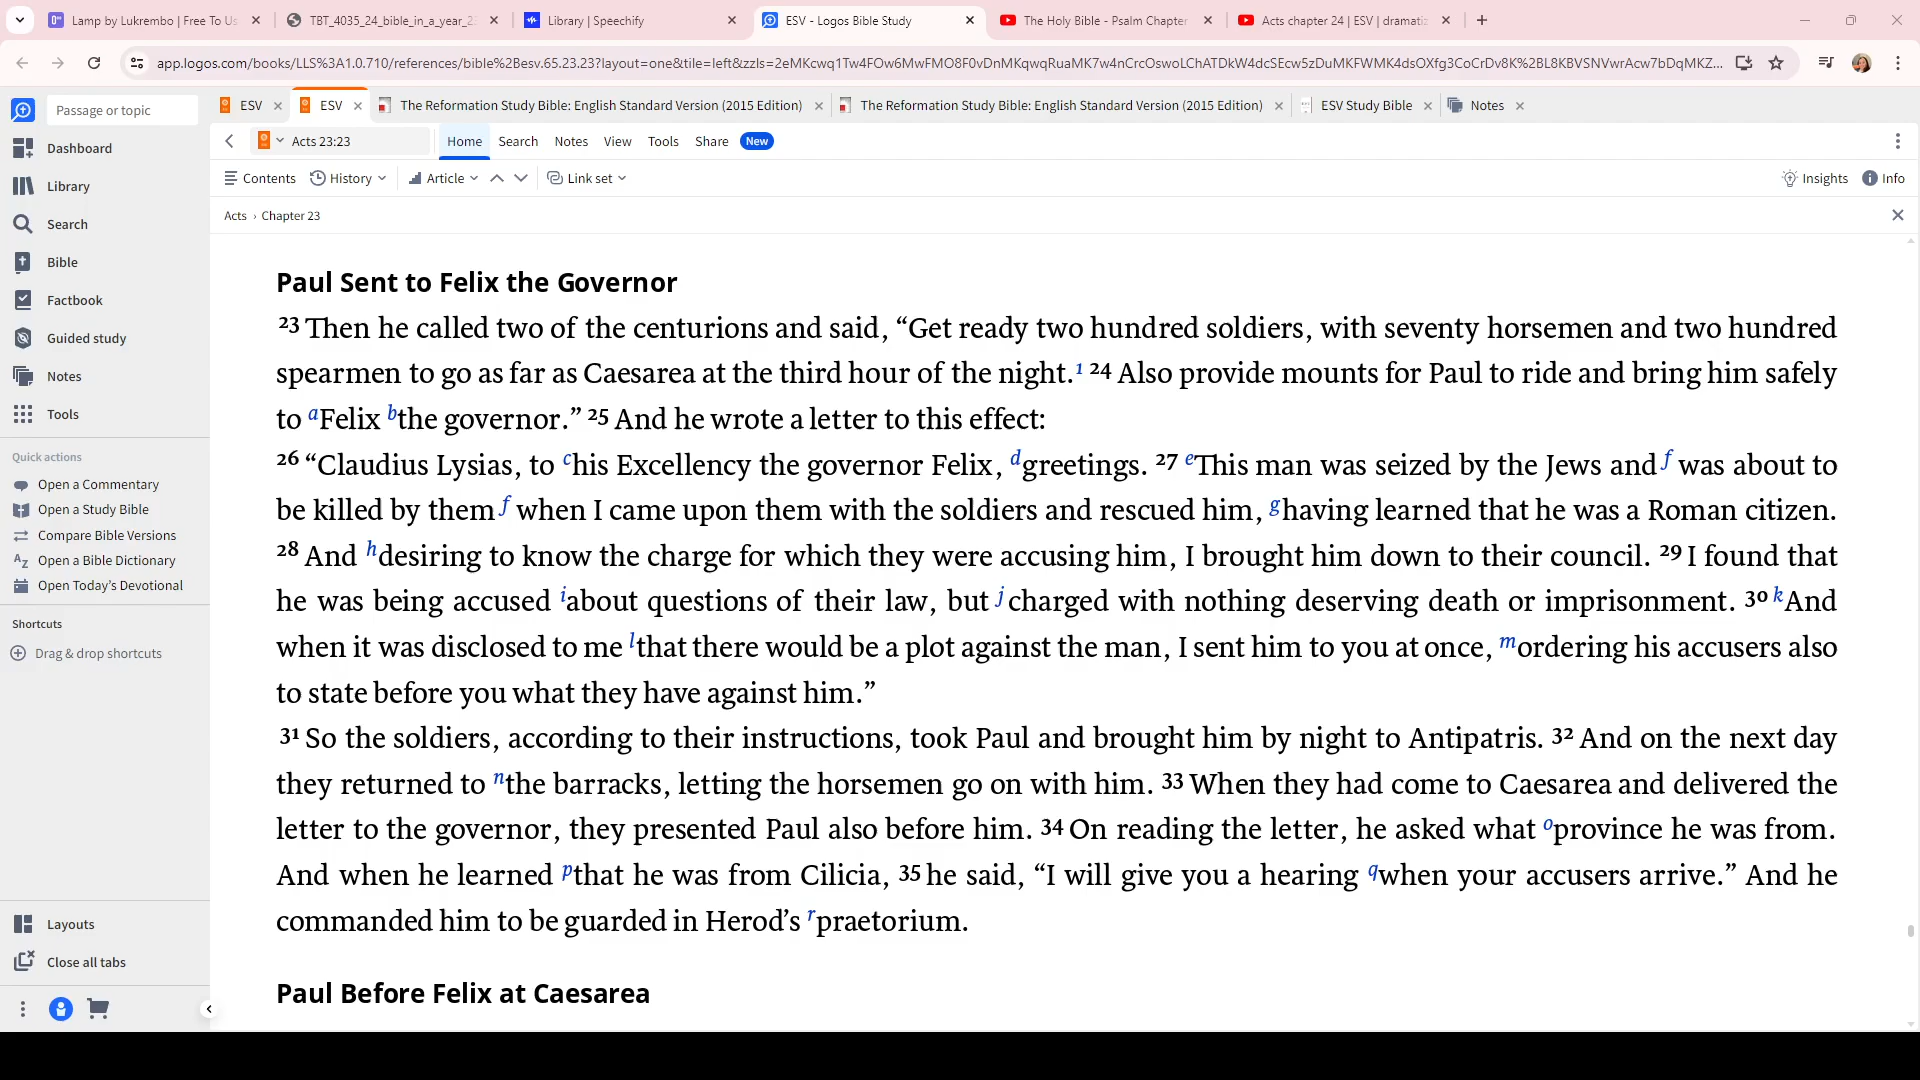 Lamp by Lukrembo | Free To Us
TBT_4035_24_bible_in_a_year_2
Library | Speechify
ESV - Logos Bible Study
The Holy Bible - Psalm Chapter
Acts chapter 24 | ESV | dramatiz
app.logos.com/books/LLS%3A1.0.710/references/bible%2Besv.65.23.23?layout=one&tile=left&zzls=2eMKcwq1Tw4FOw6MwFMO8F0vDnMKqwqRuaMK7w4nCrcOswoLChATDkW4dcSEcw5zDuMKFWMK4dsOXfg3CoCrDv8K%2BL8KBVSNVwrAcw7bDqMKZ...
Passage or topic
ESV
ESV
The Reformation Study Bible: English Standard Version (2015 Edition)
The Reformation Study Bible: English Standard Version (2015 Edition)
ESV Study Bible
Notes
Acts 23:23
Home Search Notes View Tools Share New
Contents History Article Link set Insights Info
Acts › Chapter 23
Dashboard
Library
Search
Bible
Factbook
Guided study
Notes
Tools
Quick actions
Open a Commentary
Open a Study Bible
Compare Bible Versions
Open a Bible Dictionary
Open Today's Devotional
Shortcuts
Drag & drop shortcuts
Layouts
Close all tabs
Paul Sent to Felix the Governor
23 Then he called two of the centurions and said, “Get ready two hundred soldiers, with seventy horsemen and two hundred
spearmen to go as far as Caesarea at the third hour of the night.1 24 Also provide mounts for Paul to ride and bring him safely
to aFelix bthe governor.” 25 And he wrote a letter to this effect:
26 “Claudius Lysias, to chis Excellency the governor Felix, dgreetings. 27 eThis man was seized by the Jews and f was about to
be killed by them f when I came upon them with the soldiers and rescued him, ghaving learned that he was a Roman citizen.
28 And hdesiring to know the charge for which they were accusing him, I brought him down to their council. 29 I found that
he was being accused iabout questions of their law, but jcharged with nothing deserving death or imprisonment. 30 kAnd
when it was disclosed to me lthat there would be a plot against the man, I sent him to you at once, mordering his accusers also
to state before you what they have against him.”
31 So the soldiers, according to their instructions, took Paul and brought him by night to Antipatris. 32 And on the next day
they returned to nthe barracks, letting the horsemen go on with him. 33 When they had come to Caesarea and delivered the
letter to the governor, they presented Paul also before him. 34 On reading the letter, he asked what oprovince he was from.
And when he learned pthat he was from Cilicia, 35 he said, “I will give you a hearing qwhen your accusers arrive.” And he
commanded him to be guarded in Herod’s rpraetorium.
Paul Before Felix at Caesarea